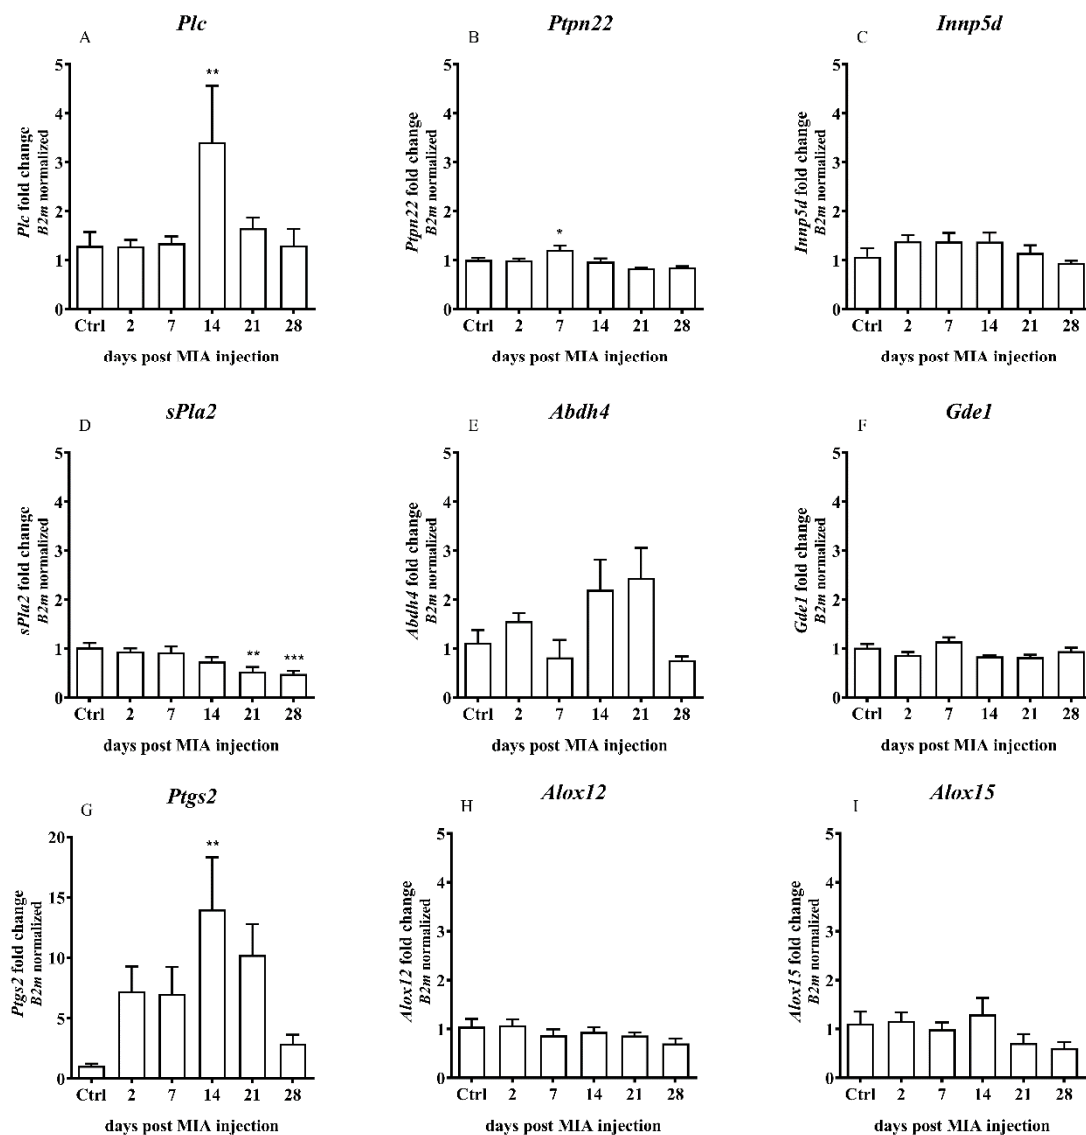 A
Plc
Plc fold change
B2m normalized
5
4
3
2
1
0
**
Ctrl 2 7 14 21 28
days post MIA injection
B
Ptpn22
Ptpn22 fold change
B2m normalized
5
4
3
2
1
0
*
Ctrl 2 7 14 21 28
days post MIA injection
C
Innp5d
Innp5d fold change
B2m normalized
5
4
3
2
1
0
Ctrl 2 7 14 21 28
days post MIA injection
D
sPla2
sPla2 fold change
B2m normalized
5
4
3
2
1
0
** ***
Ctrl 2 7 14 21 28
days post MIA injection
E
Abdh4
Abdh4 fold change
B2m normalized
5
4
3
2
1
0
Ctrl 2 7 14 21 28
days post MIA injection
F
Gde1
Gde1 fold change
B2m normalized
5
4
3
2
1
0
Ctrl 2 7 14 21 28
days post MIA injection
G
Ptgs2
Ptgs2 fold change
B2m normalized
20
15
10
5
0
**
Ctrl 2 7 14 21 28
days post MIA injection
H
Alox12
Alox12 fold change
B2m normalized
5
4
3
2
1
0
Ctrl 2 7 14 21 28
days post MIA injection
I
Alox15
Alox15 fold change
B2m normalized
5
4
3
2
1
0
Ctrl 2 7 14 21 28
days post MIA injection